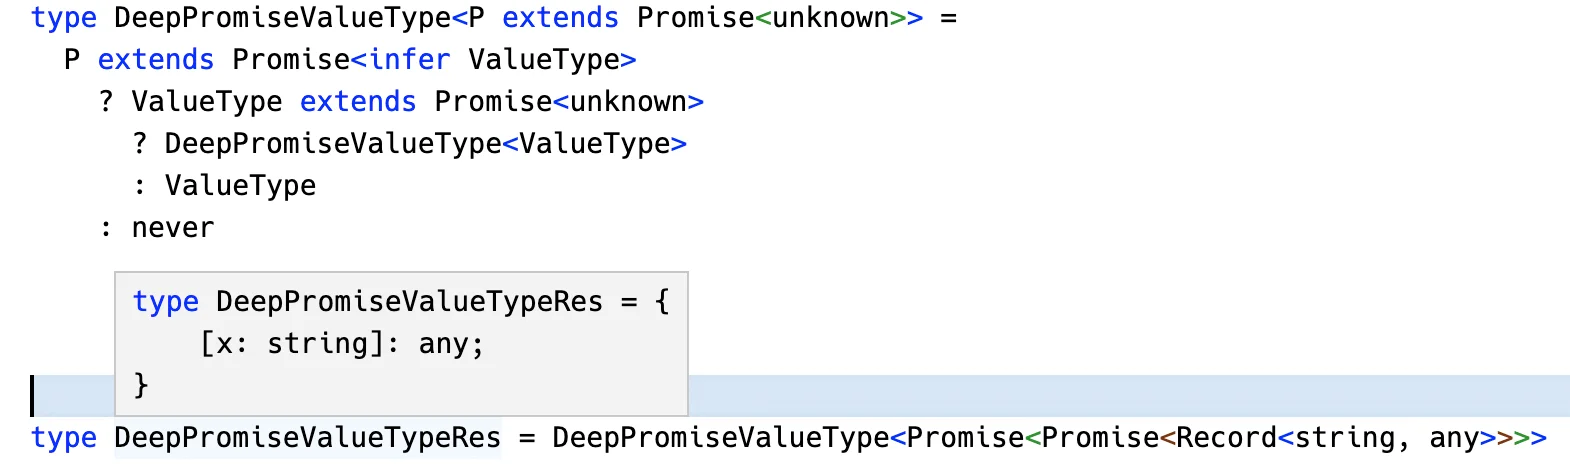 type DeepPromiseValueType<P extends Promise<unknown>> =
  P extends Promise<infer ValueType>
    ? ValueType extends Promise<unknown>
      ? DeepPromiseValueType<ValueType>
      : ValueType
    : never
type DeepPromiseValueTypeRes = {
    [x: string]: any;
}
type DeepPromiseValueTypeRes = DeepPromiseValueType<Promise<Promise<Record<string, any>>>>